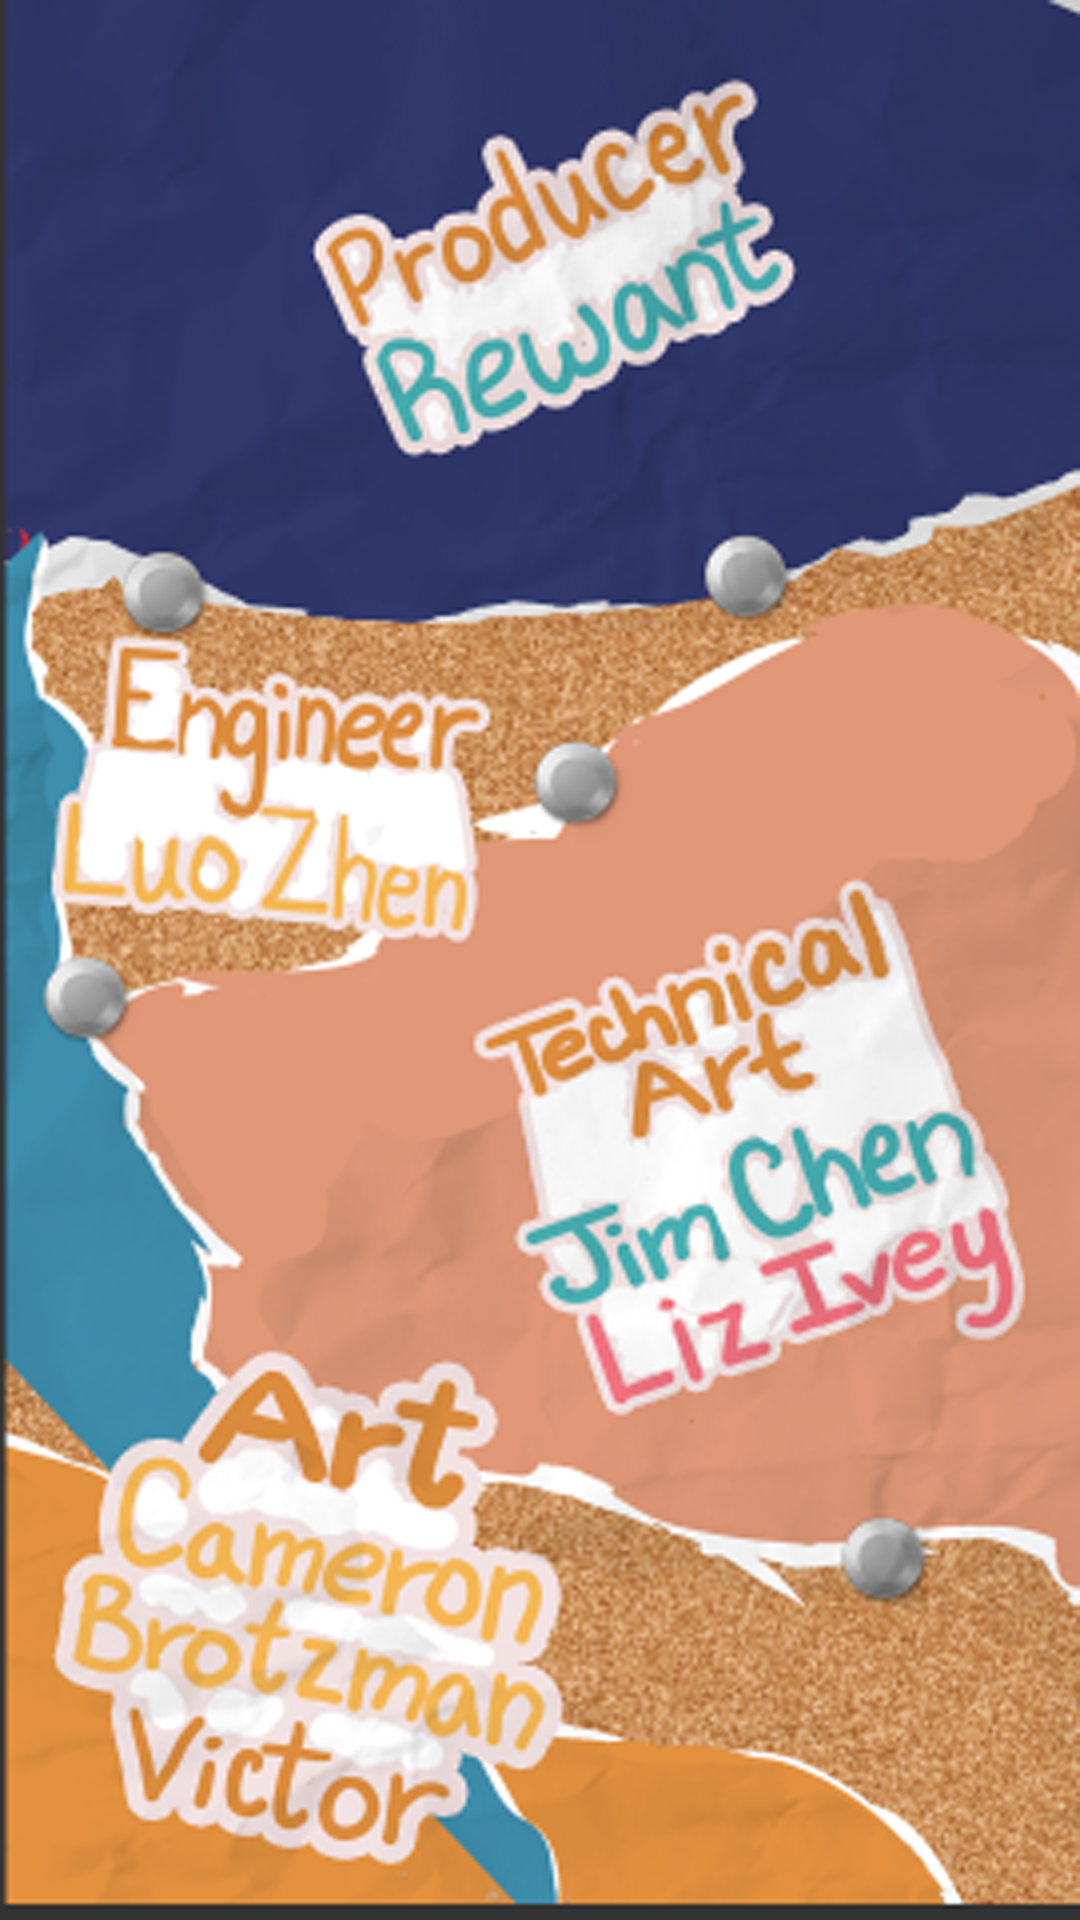 Producer
Rewant
Engineer
Luo Zhen
Technical
Art
Jim Chen
Liz Ivey
Art
Cameron
Brotzman
Victor